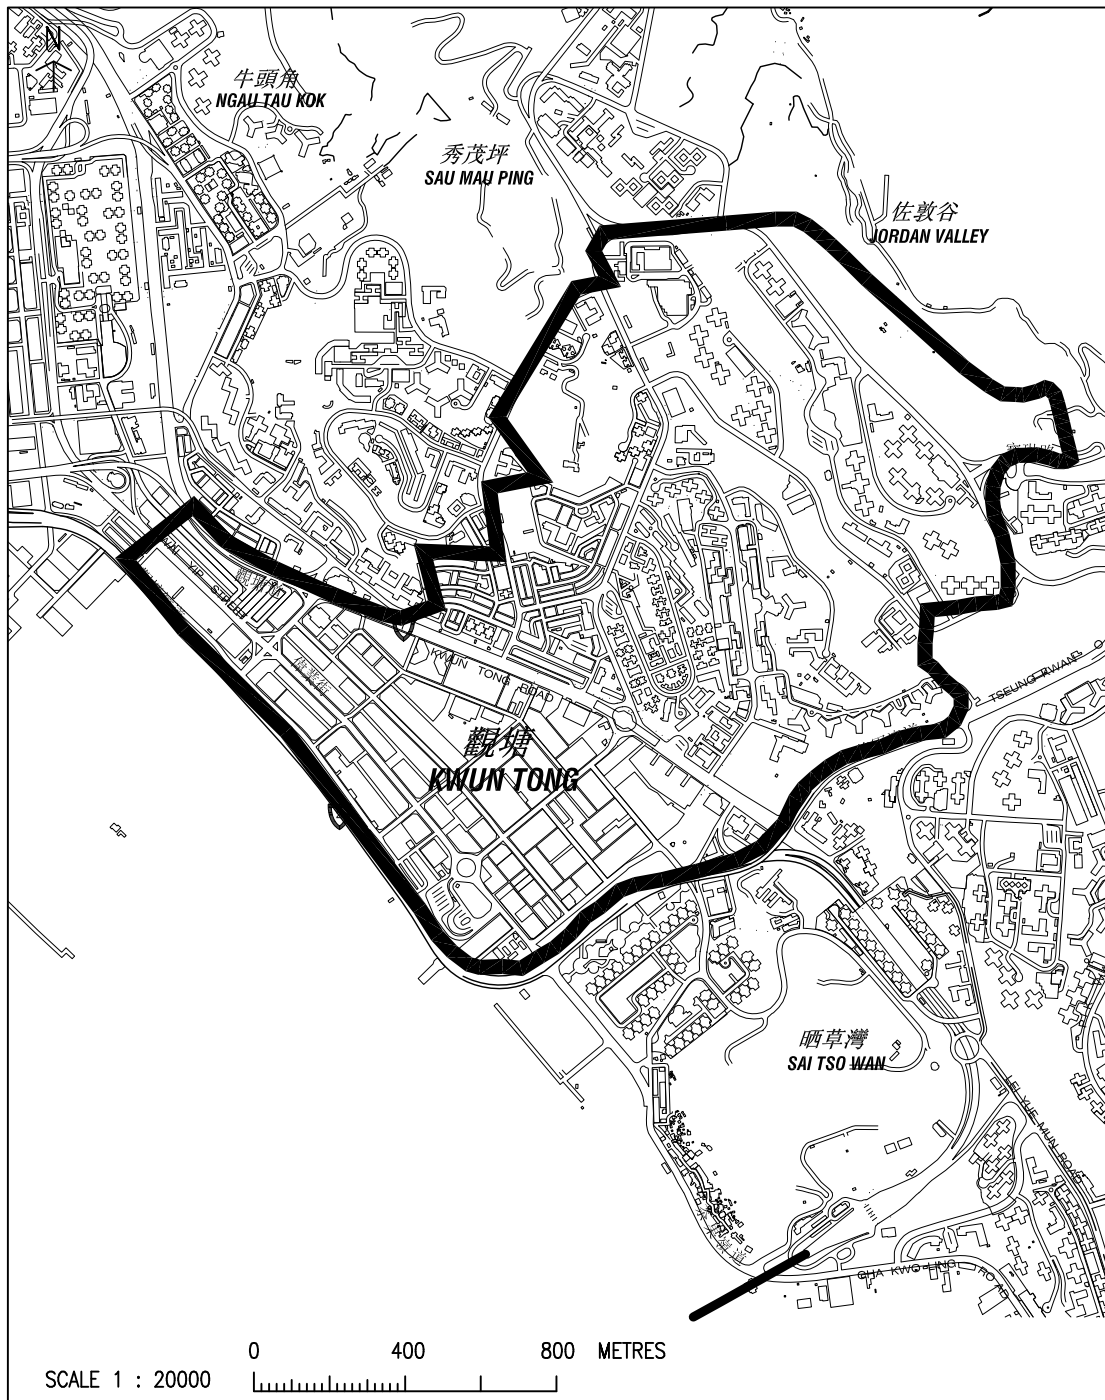 N
牛頭角
NGAU TAU KOK
秀茂坪
SAU MAU PING
佐敦谷
JORDAN VALLEY
KWUN TONG ROAD
TSEUNG KWAN O
觀塘
KWUN TONG
晒草灣
SAI TSO WAN
LEI YUE MUN ROAD
CHA KWO LING ROAD
0 400 800 METRES
SCALE 1 : 20000